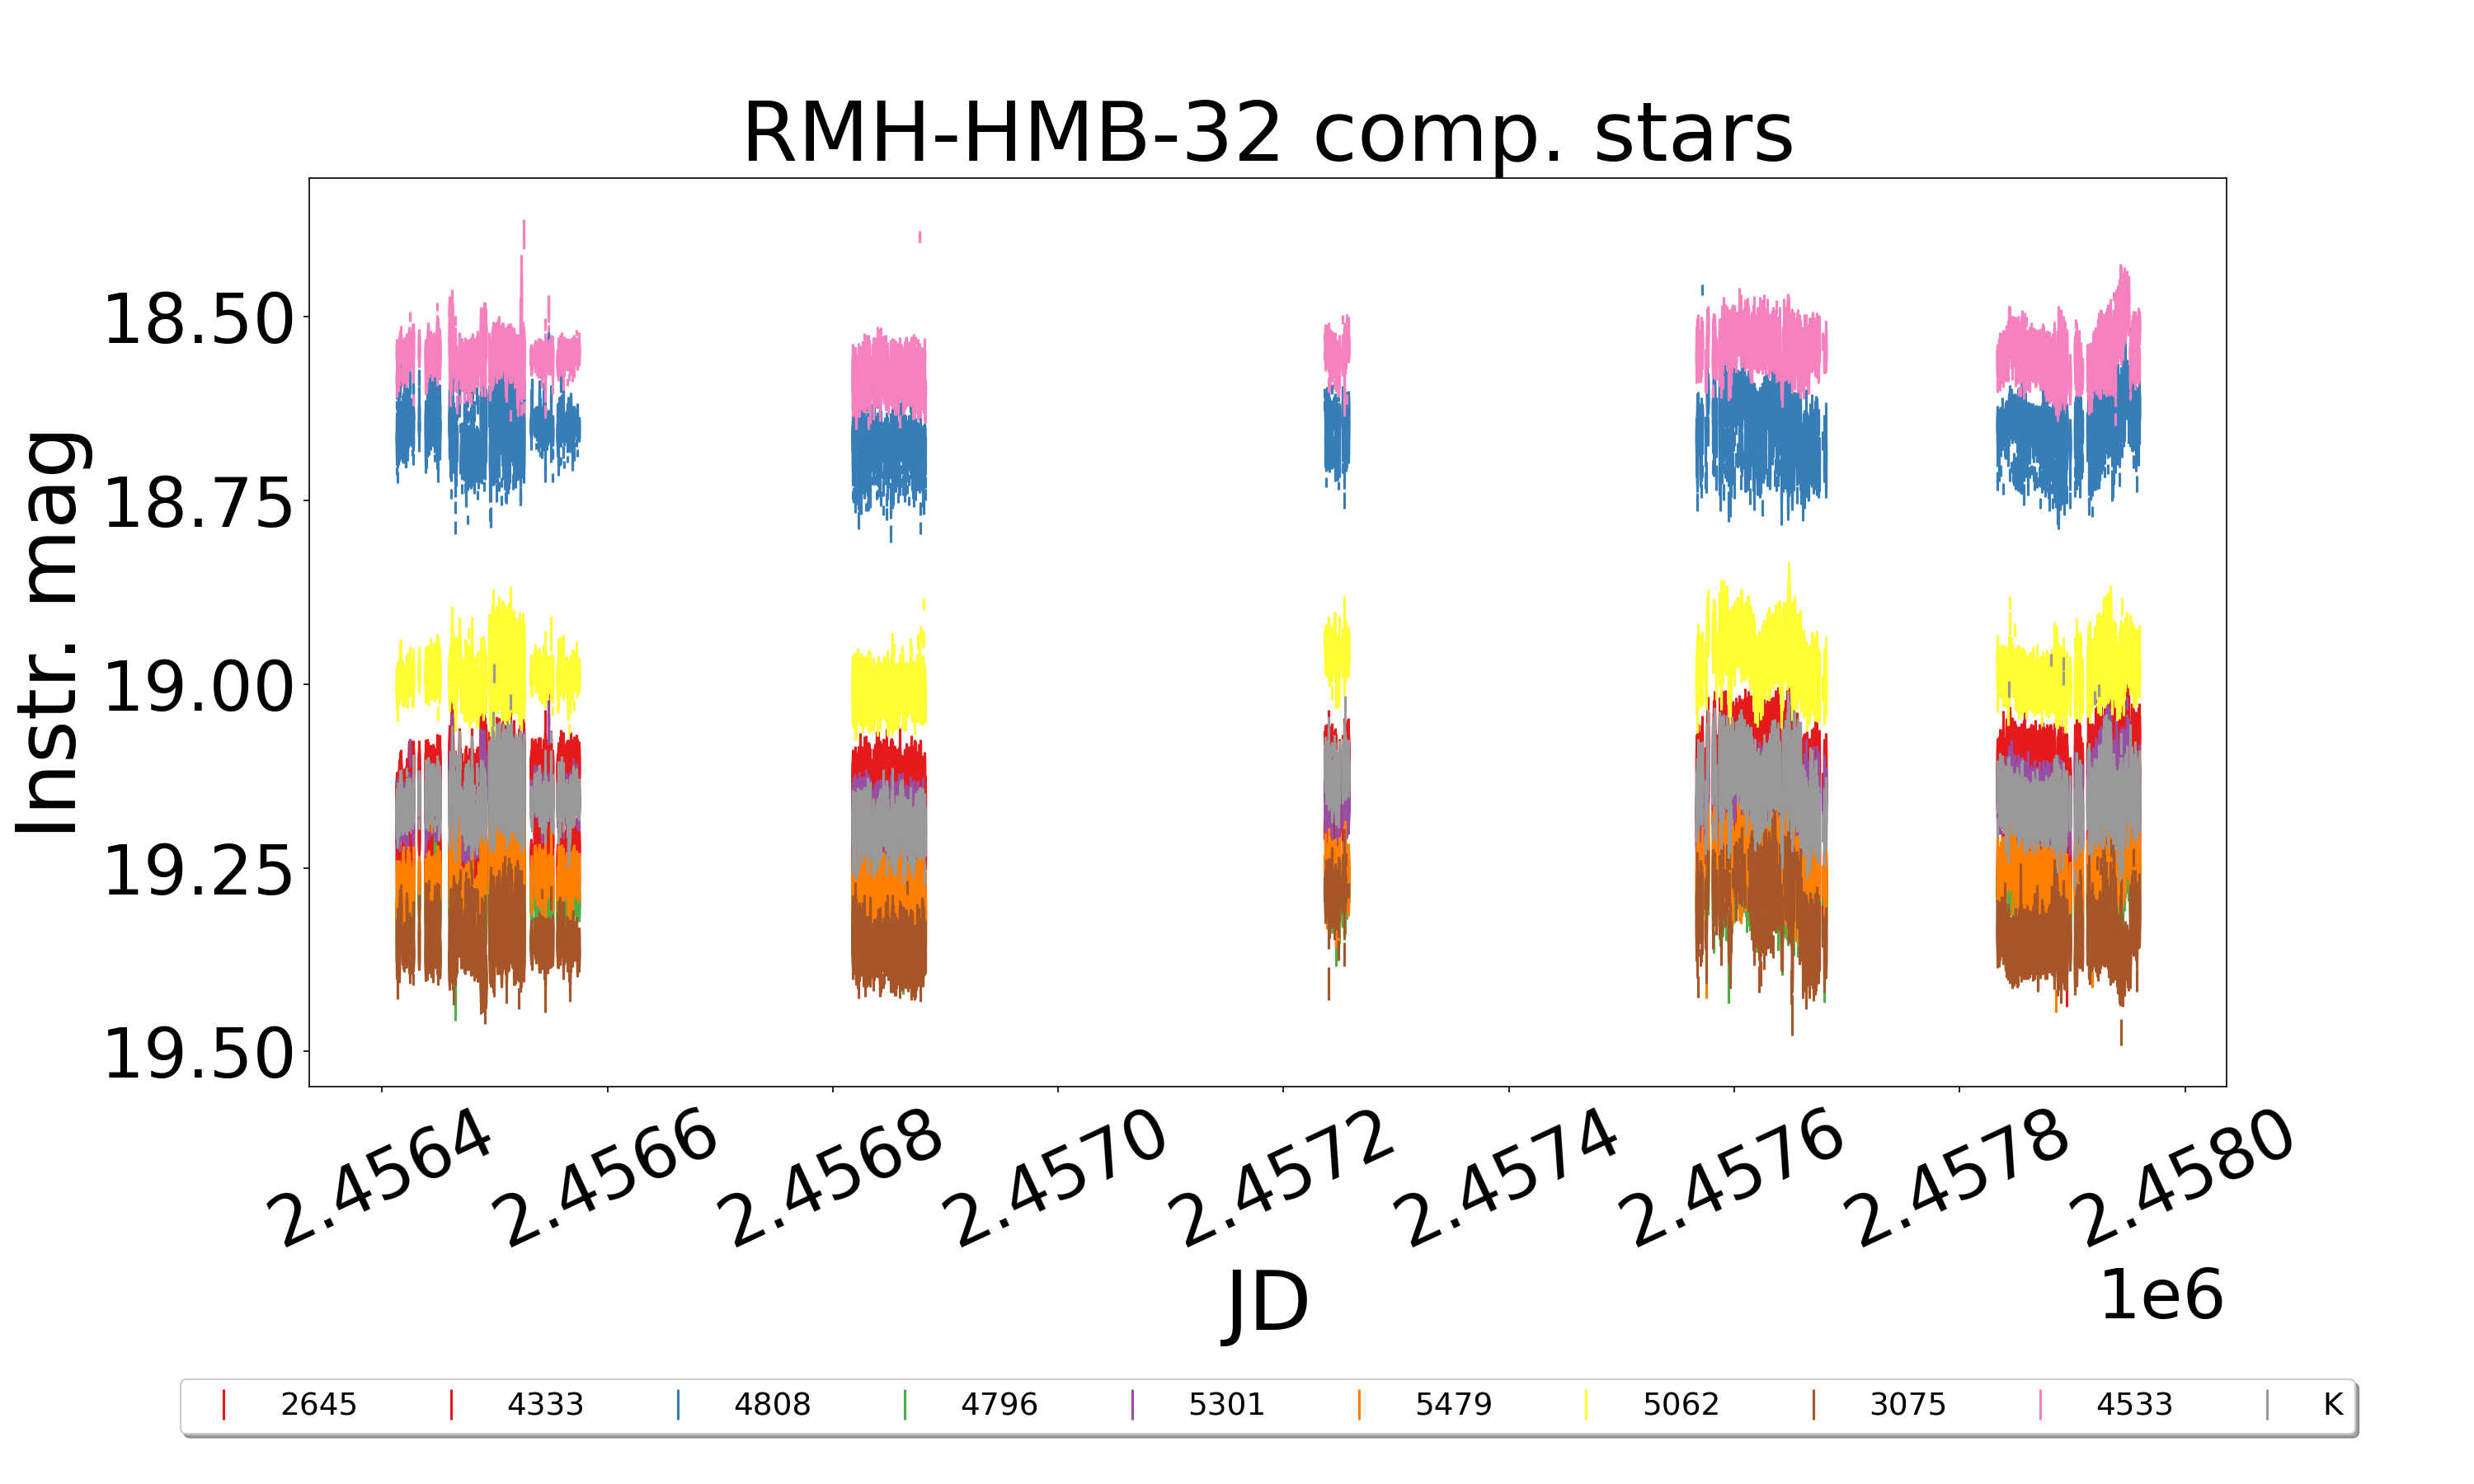 RMH-HMB-32 comp. stars
Instr. mag
18.50
18.75
19.00
19.25
19.50
2.4564 2.4566 2.4568 2.4570 2.4572 2.4574 2.4576 2.4578 2.4580
JD
1e6
2645 4333 4808 4796 5301 5479 5062 3075 4533 K